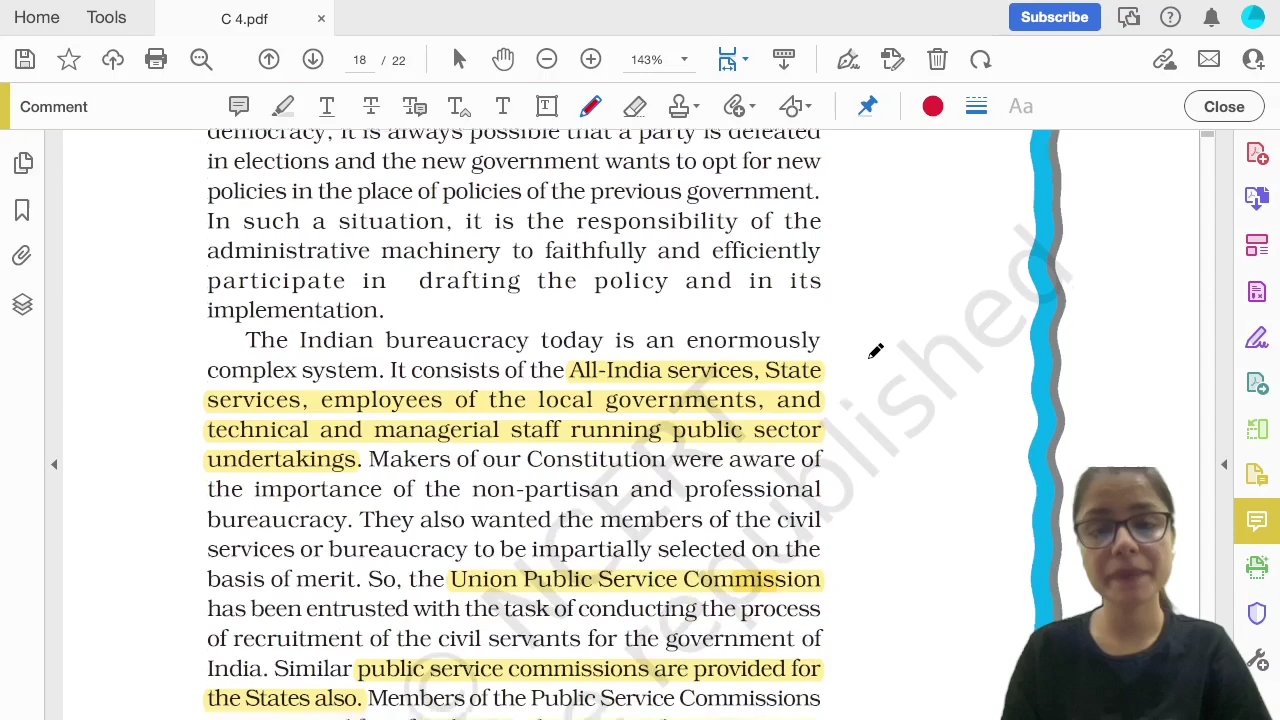 Home Tools C 4.pdf × Subscribe
18 / 22 143%
Comment Aa Close
democracy, it is always possible that a party is defeated
in elections and the new government wants to opt for new
policies in the place of policies of the previous government.
In such a situation, it is the responsibility of the
administrative machinery to faithfully and efficiently
participate in drafting the policy and in its
implementation.
The Indian bureaucracy today is an enormously
complex system. It consists of the All-India services, State
services, employees of the local governments, and
technical and managerial staff running public sector
undertakings. Makers of our Constitution were aware of
the importance of the non-partisan and professional
bureaucracy. They also wanted the members of the civil
services or bureaucracy to be impartially selected on the
basis of merit. So, the Union Public Service Commission
has been entrusted with the task of conducting the process
of recruitment of the civil servants for the government of
India. Similar public service commissions are provided for
the States also. Members of the Public Service Commissions
© NCERT
republished